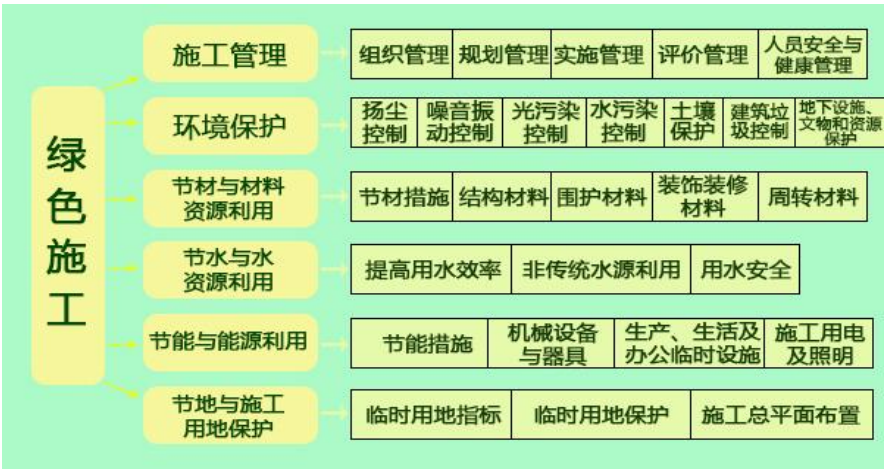 绿色施工
施工管理
组织管理
规划管理
实施管理
评价管理
人员安全与
健康管理
环境保护
扬尘
控制
噪音振
动控制
光污染
控制
水污染
控制
土壤
保护
建筑垃
圾控制
地下设施、
文物和资源
保护
节材与材料
资源利用
节材措施
结构材料
围护材料
装饰装修
材料
周转材料
节水与水
资源利用
提高用水效率
非传统水源利用
用水安全
节能与能源利用
节能措施
机械设备
与器具
生产、生活及
办公临时设施
施工用电
及照明
节地与施工
用地保护
临时用地指标
临时用地保护
施工总平面布置